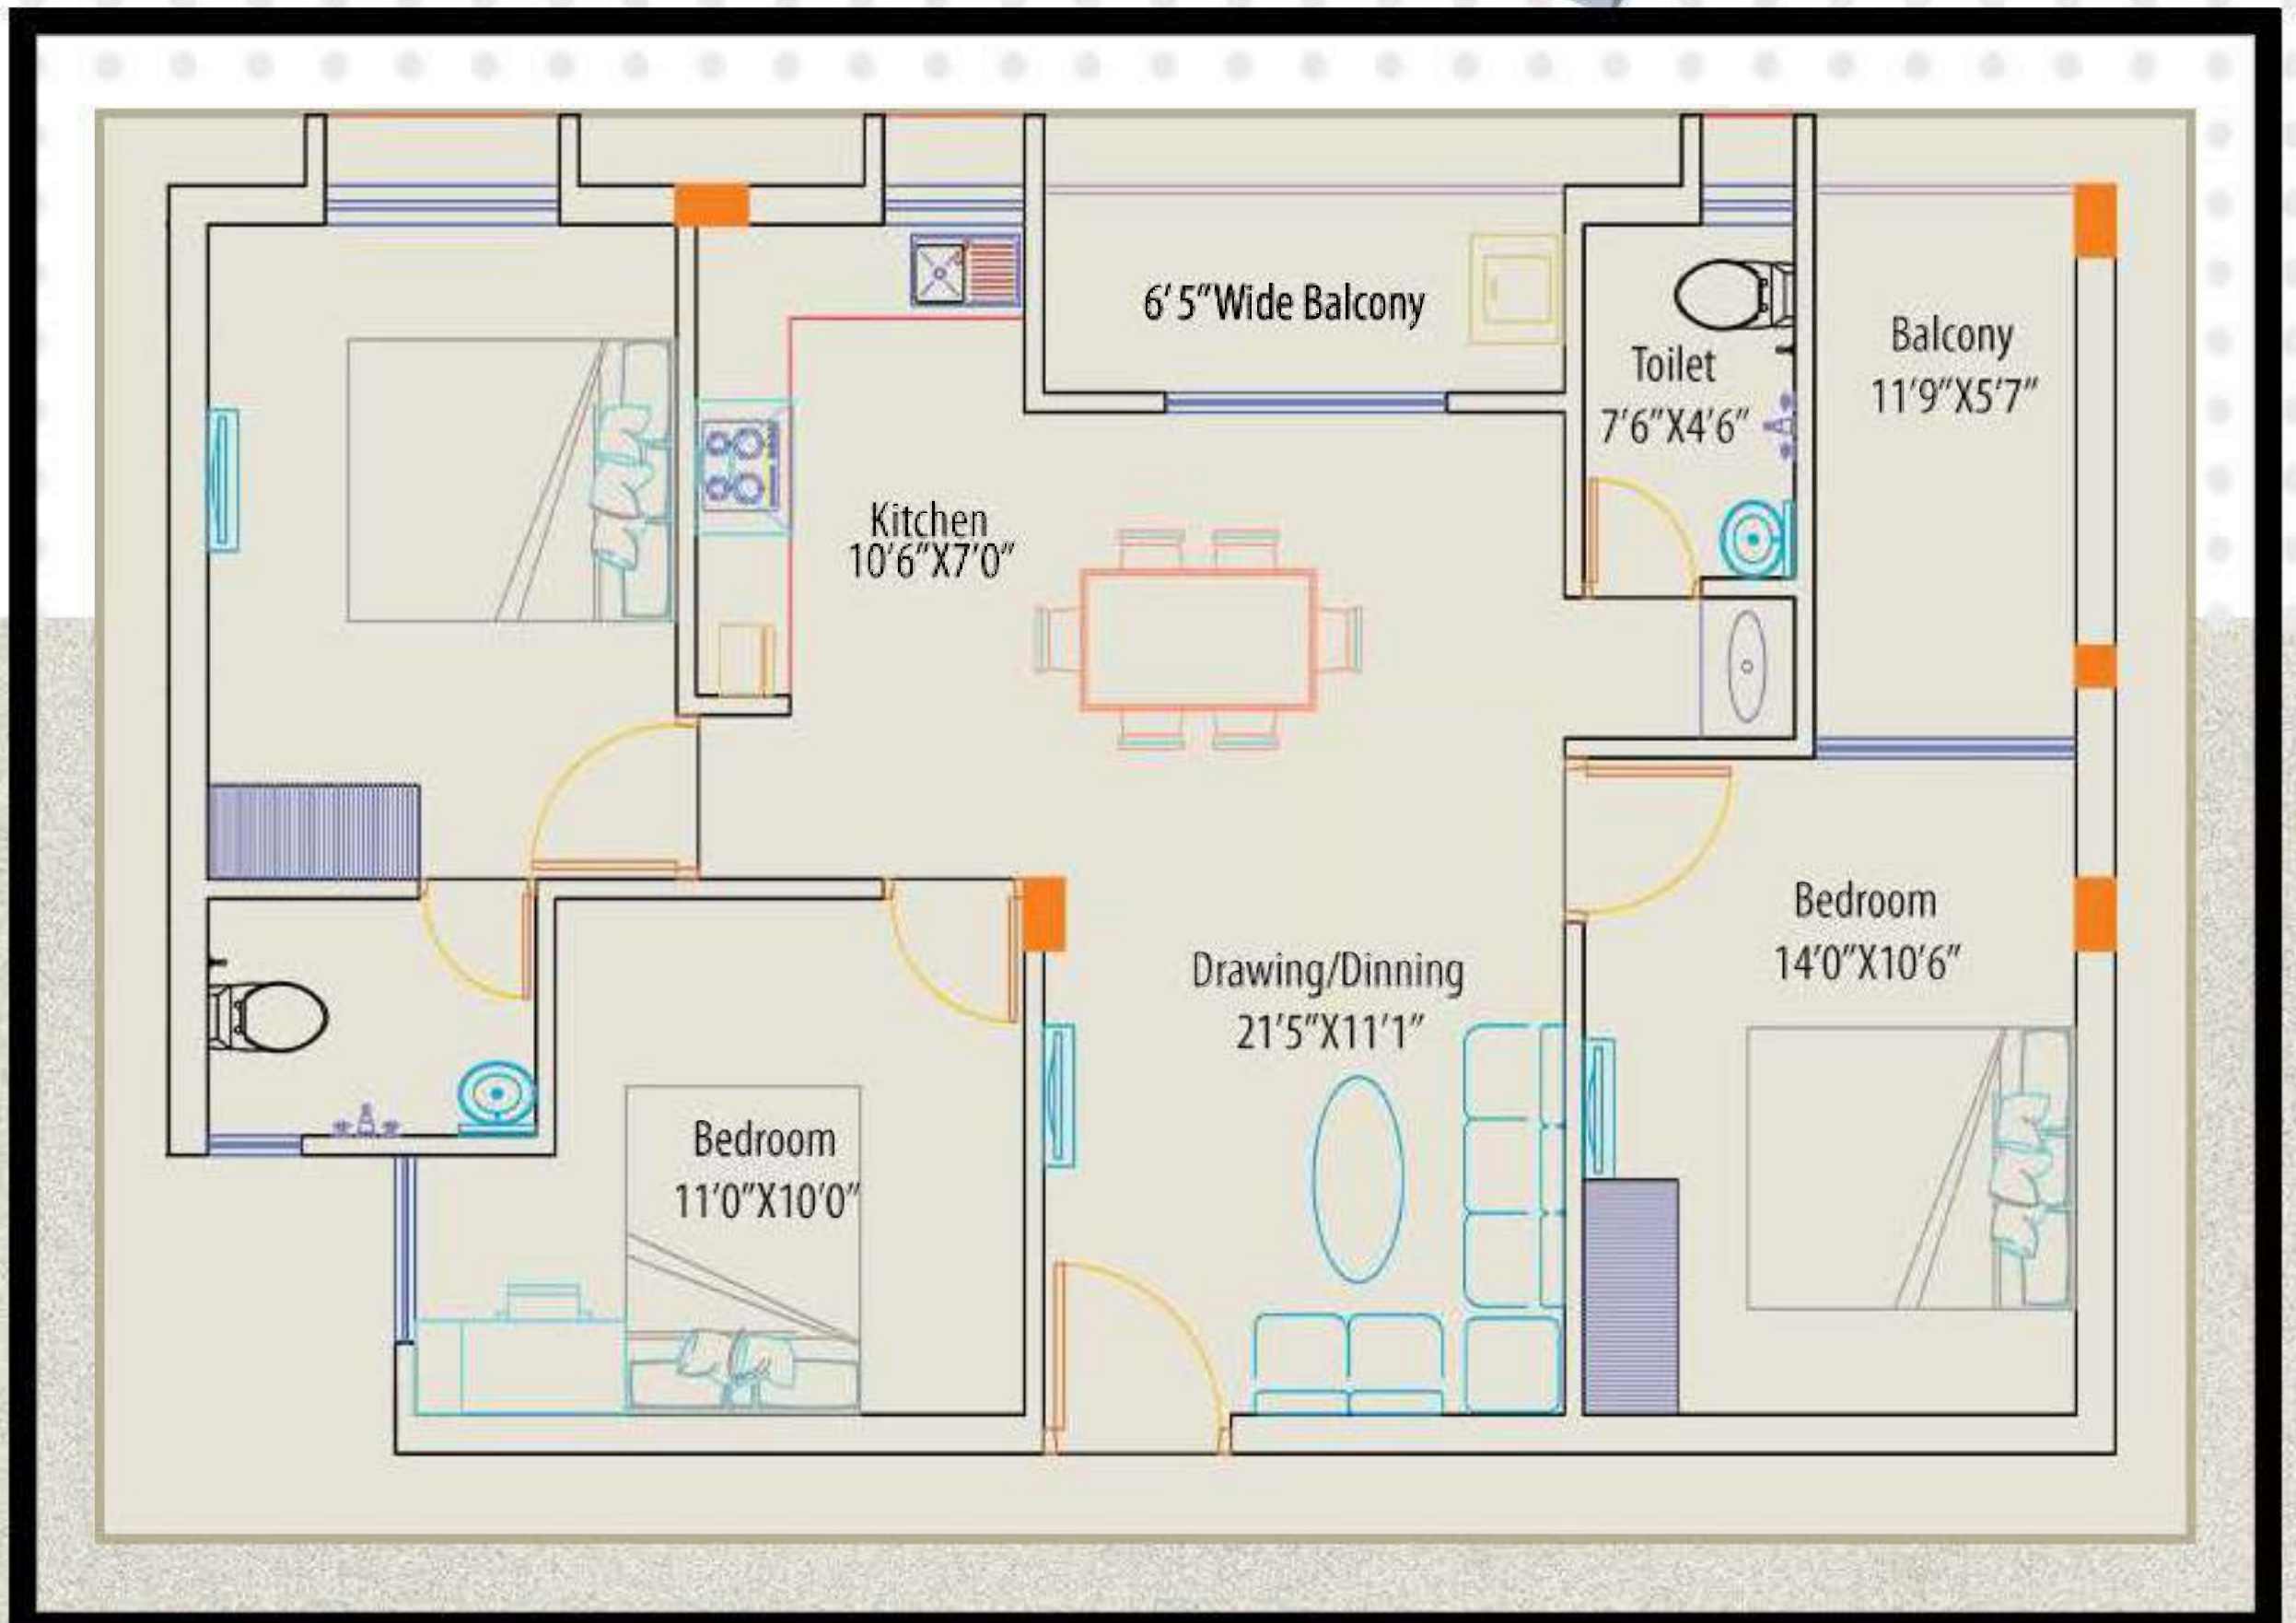 6' 5"Wide Balcony
Toilet
7'6"X4'6"
Balcony
11'9"X5'7"
Kitchen
10'6"X7'0"
Bedroom
14'0"X10'6"
Drawing/Dinning
21'5"X11'1"
Bedroom
11'0"X10'0"